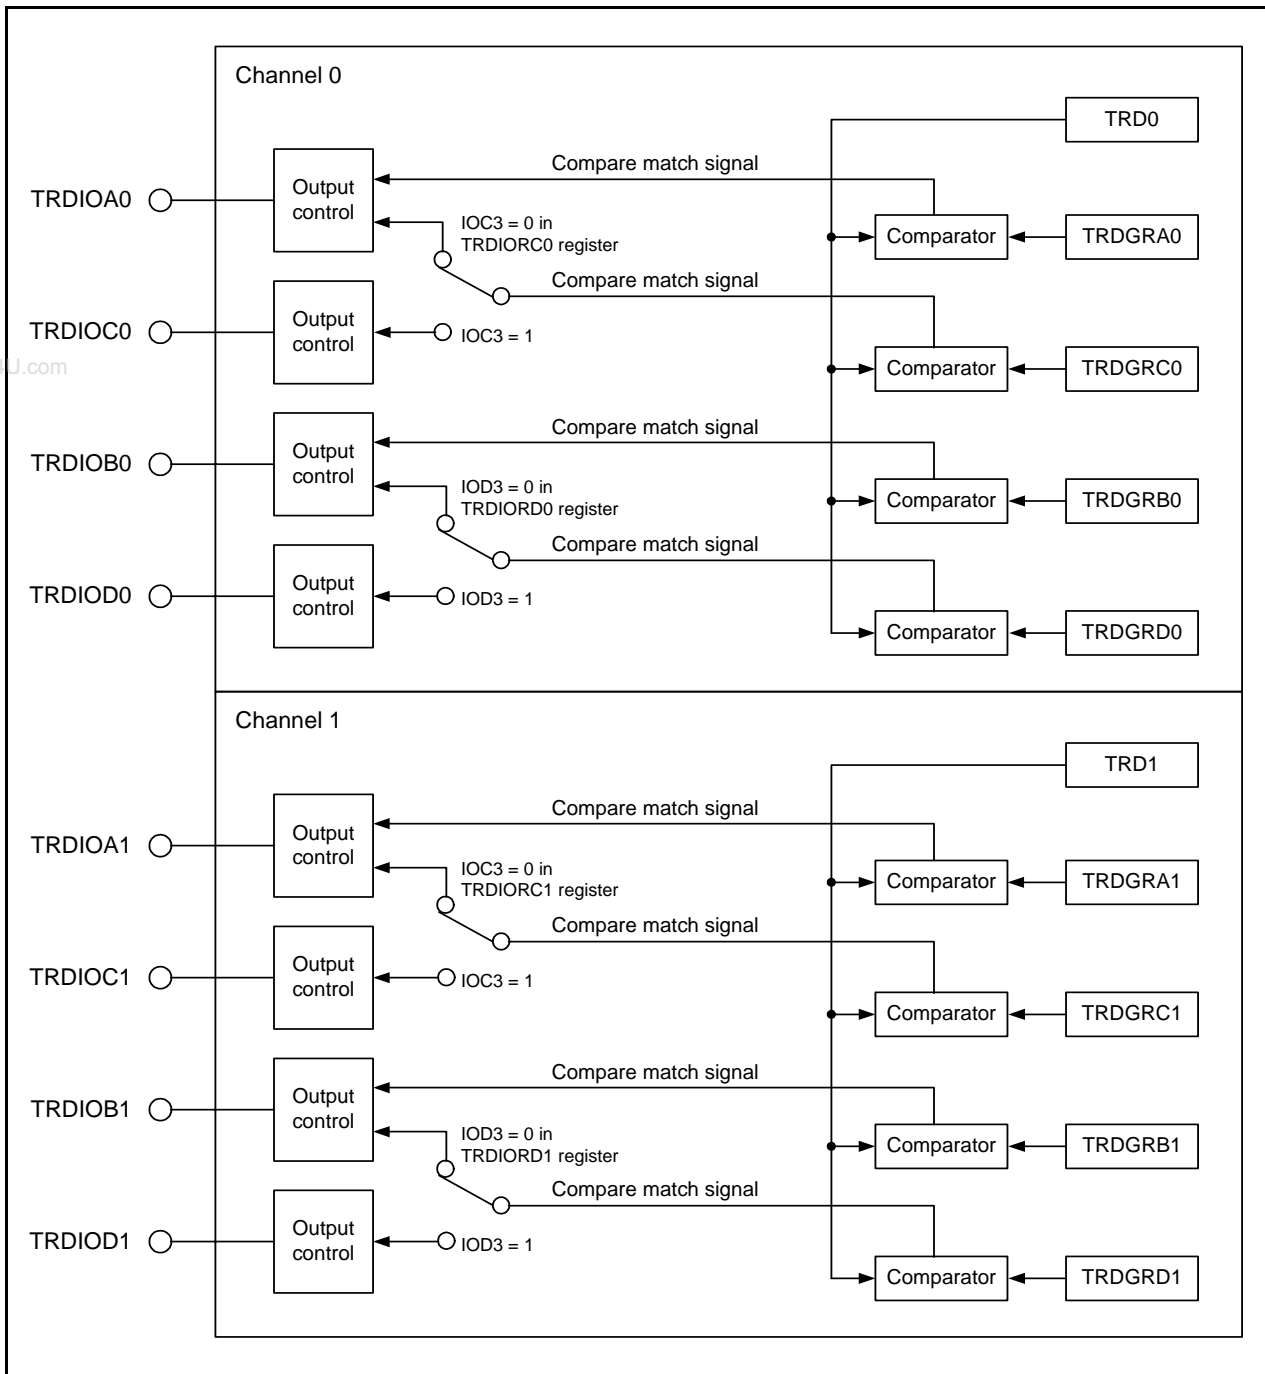 Channel 0
TRD0
Compare match signal
TRDIOA0
Output
control
IOC3 = 0 in
TRDIORC0 register
Comparator
TRDGRA0
Compare match signal
TRDIOC0
Output
control
IOC3 = 1
Comparator
TRDGRC0
U.com
Compare match signal
TRDIOB0
Output
control
IOD3 = 0 in
TRDIORD0 register
Comparator
TRDGRB0
Compare match signal
TRDIOD0
Output
control
IOD3 = 1
Comparator
TRDGRD0
Channel 1
TRD1
Compare match signal
TRDIOA1
Output
control
IOC3 = 0 in
TRDIORC1 register
Comparator
TRDGRA1
Compare match signal
TRDIOC1
Output
control
IOC3 = 1
Comparator
TRDGRC1
Compare match signal
TRDIOB1
Output
control
IOD3 = 0 in
TRDIORD1 register
Comparator
TRDGRB1
Compare match signal
TRDIOD1
Output
control
IOD3 = 1
Comparator
TRDGRD1